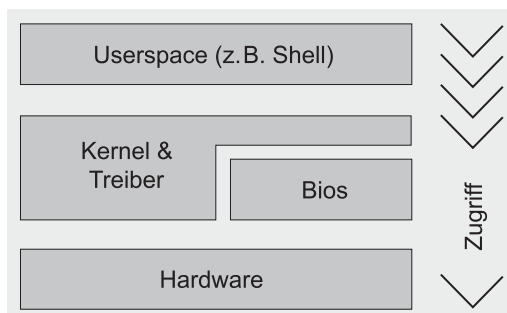 Userspace (z. B. Shell)
Kernel &
Treiber
Bios
Hardware
Zugriff